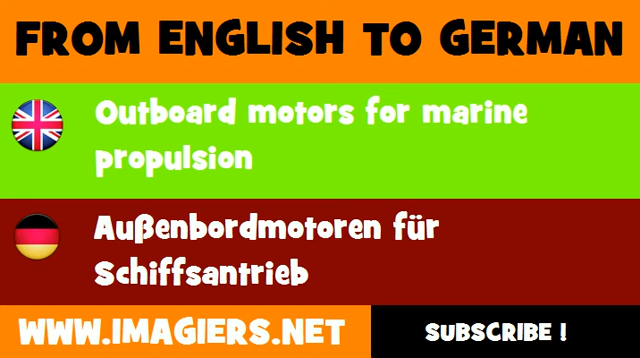 FROM ENGLISH TO GERMAN
Outboard motors for marine
propulsion
Außenbordmotoren für
Schiffsantrieb
WWW.IMAGIERS.NET
SUBSCRIBE !